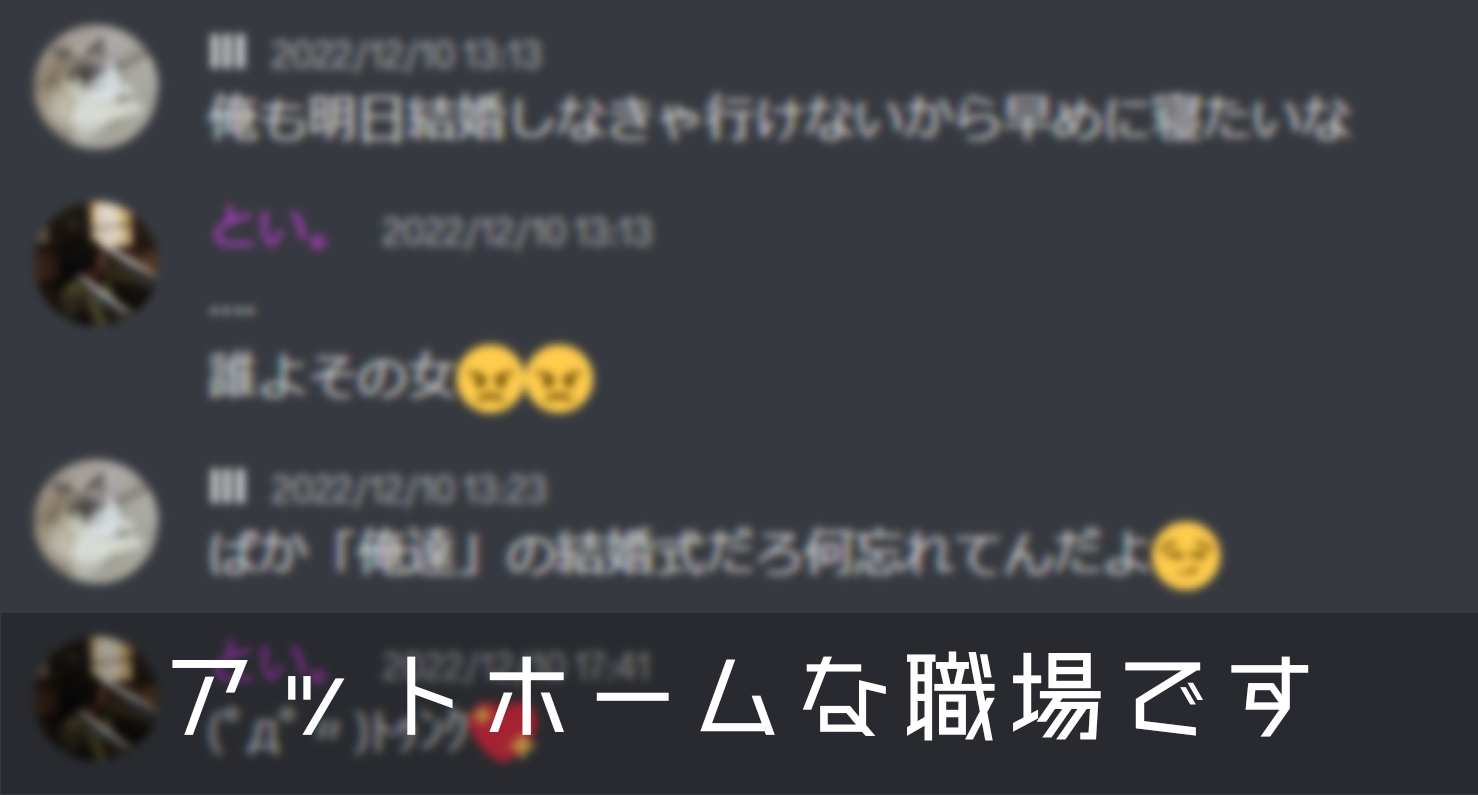 lll 2022/12/10 13:13
俺も明日結婚しなきゃ行けないから早めに寝たいな
とい。 2022/12/10 13:13
....
誰よその女😠😠
lll 2022/12/10 13:23
ばか「俺達」の結婚式だろ何忘れてんだよ🥺
とい。 2022/12/10 17:41
(ﾟДﾟ〃)ﾄｩﾝｸ💖
アットホームな職場です